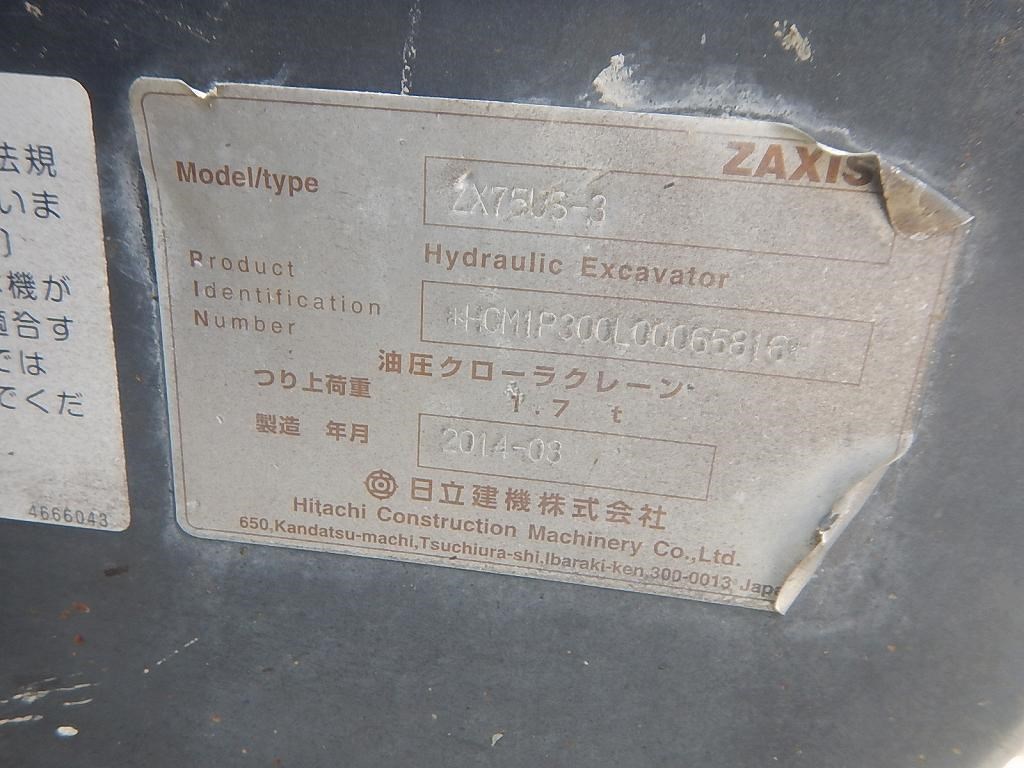 法規
いま
機が
適合す
では
でくだ
4666043
ZAXIS
Model/type
ZX75US-3
Hydraulic Excavator
Product
Identification
Number
*HCM1P300L00065816*
油圧クローラクレーン
つり上荷重
1.7 t
製造 年月
2014-03
日立建機株式会社
Hitachi Construction Machinery Co.,Ltd.
650,Kandatsu-machi,Tsuchiura-shi,Ibaraki-ken,300-0013 Japa